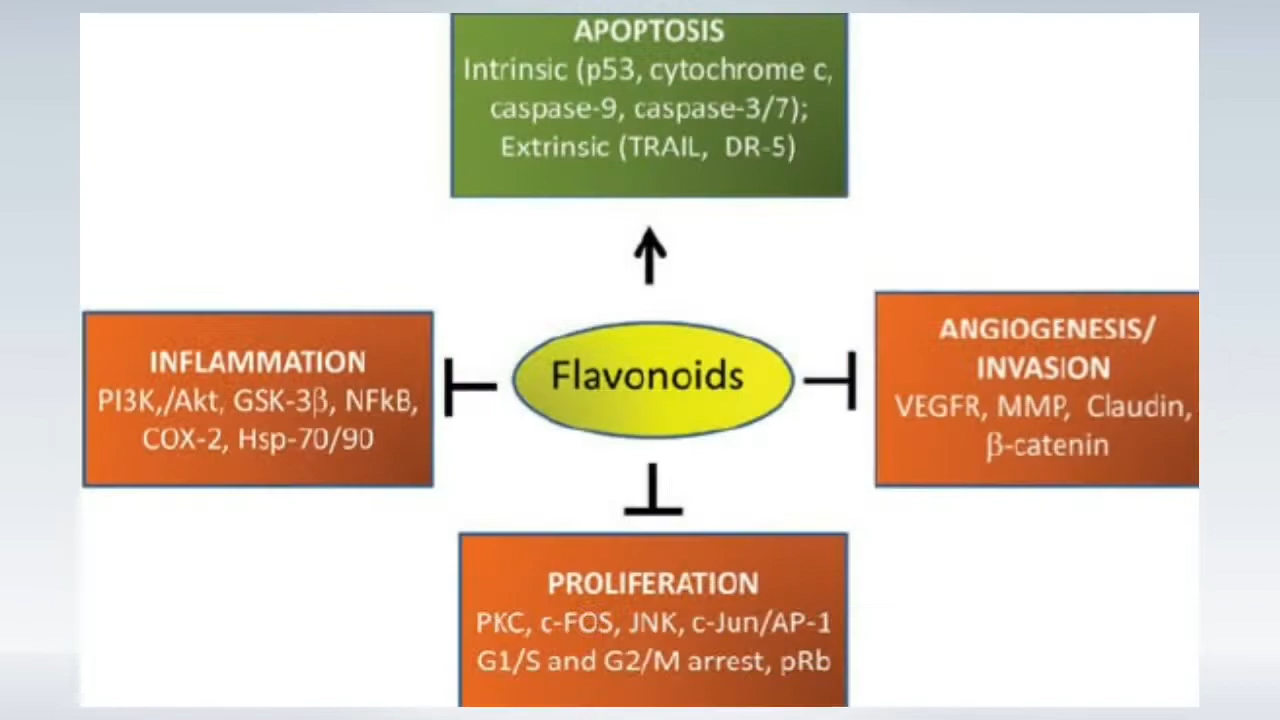 APOPTOSIS
Intrinsic (p53, cytochrome c,
caspase-9, caspase-3/7);
Extrinsic (TRAIL, DR-5)
INFLAMMATION
PI3K,/Akt, GSK-3β, NFkB,
COX-2, Hsp-70/90
Flavonoids
ANGIOGENESIS/
INVASION
VEGFR, MMP, Claudin,
β-catenin
PROLIFERATION
PKC, c-FOS, JNK, c-Jun/AP-1
G1/S and G2/M arrest, pRb